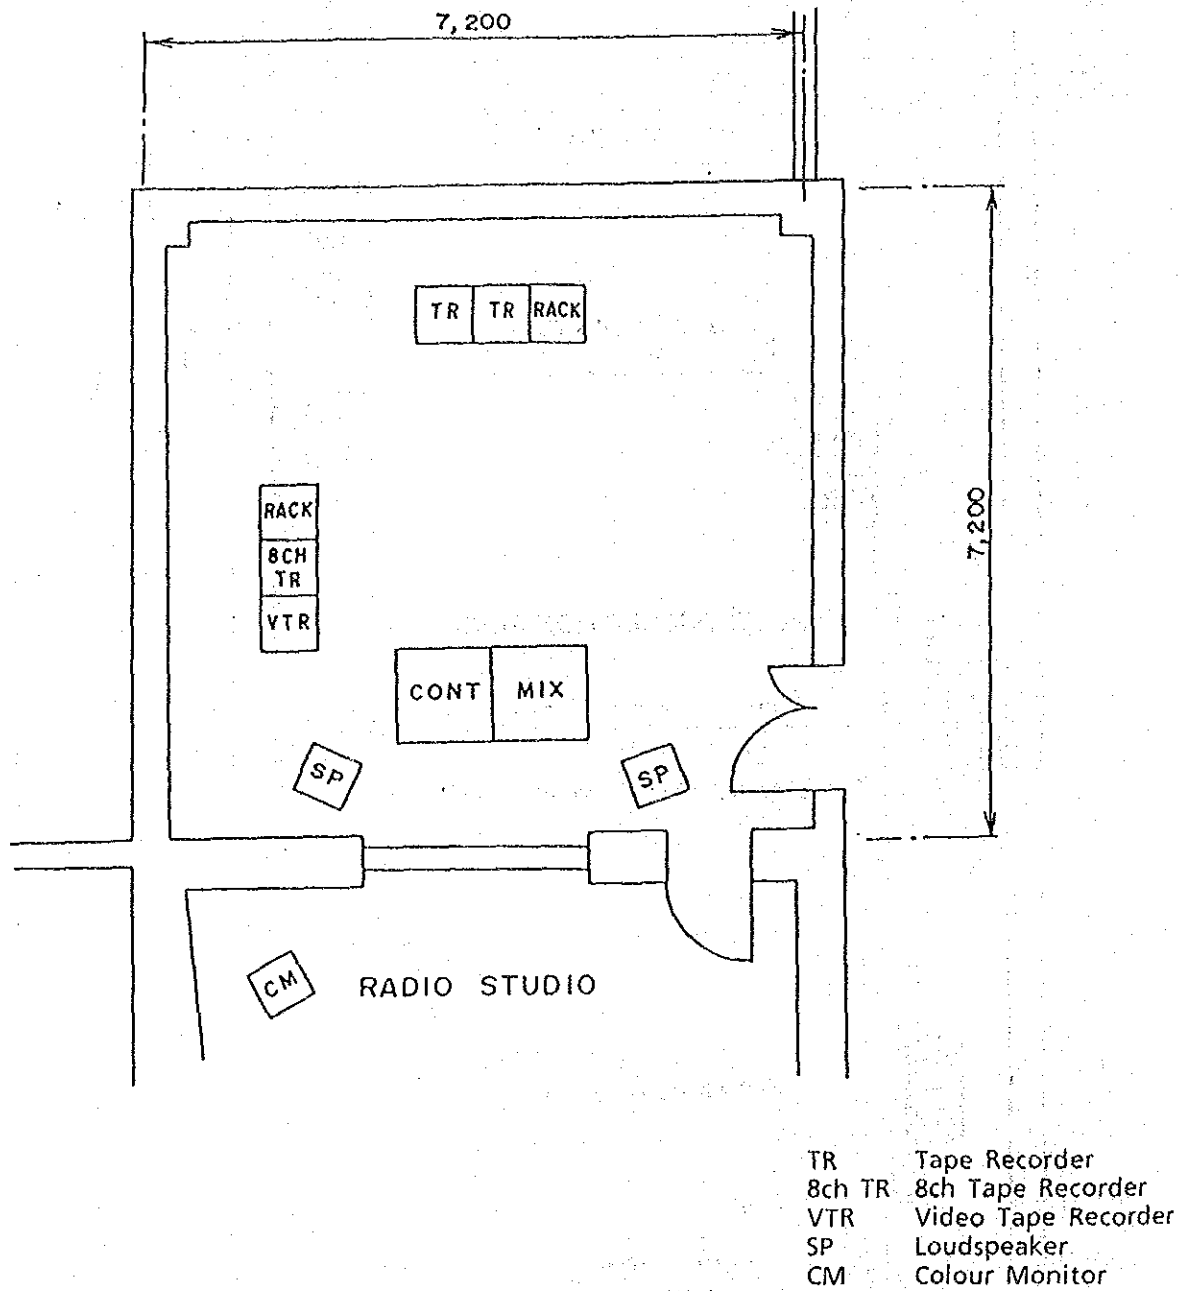 7,200
TR TR RACK
7,200
RACK
8CH
TR
VTR
CONT MIX
SP SP
CM RADIO STUDIO
TR Tape Recorder
8ch TR 8ch Tape Recorder
VTR Video Tape Recorder
SP Loudspeaker
CM Colour Monitor